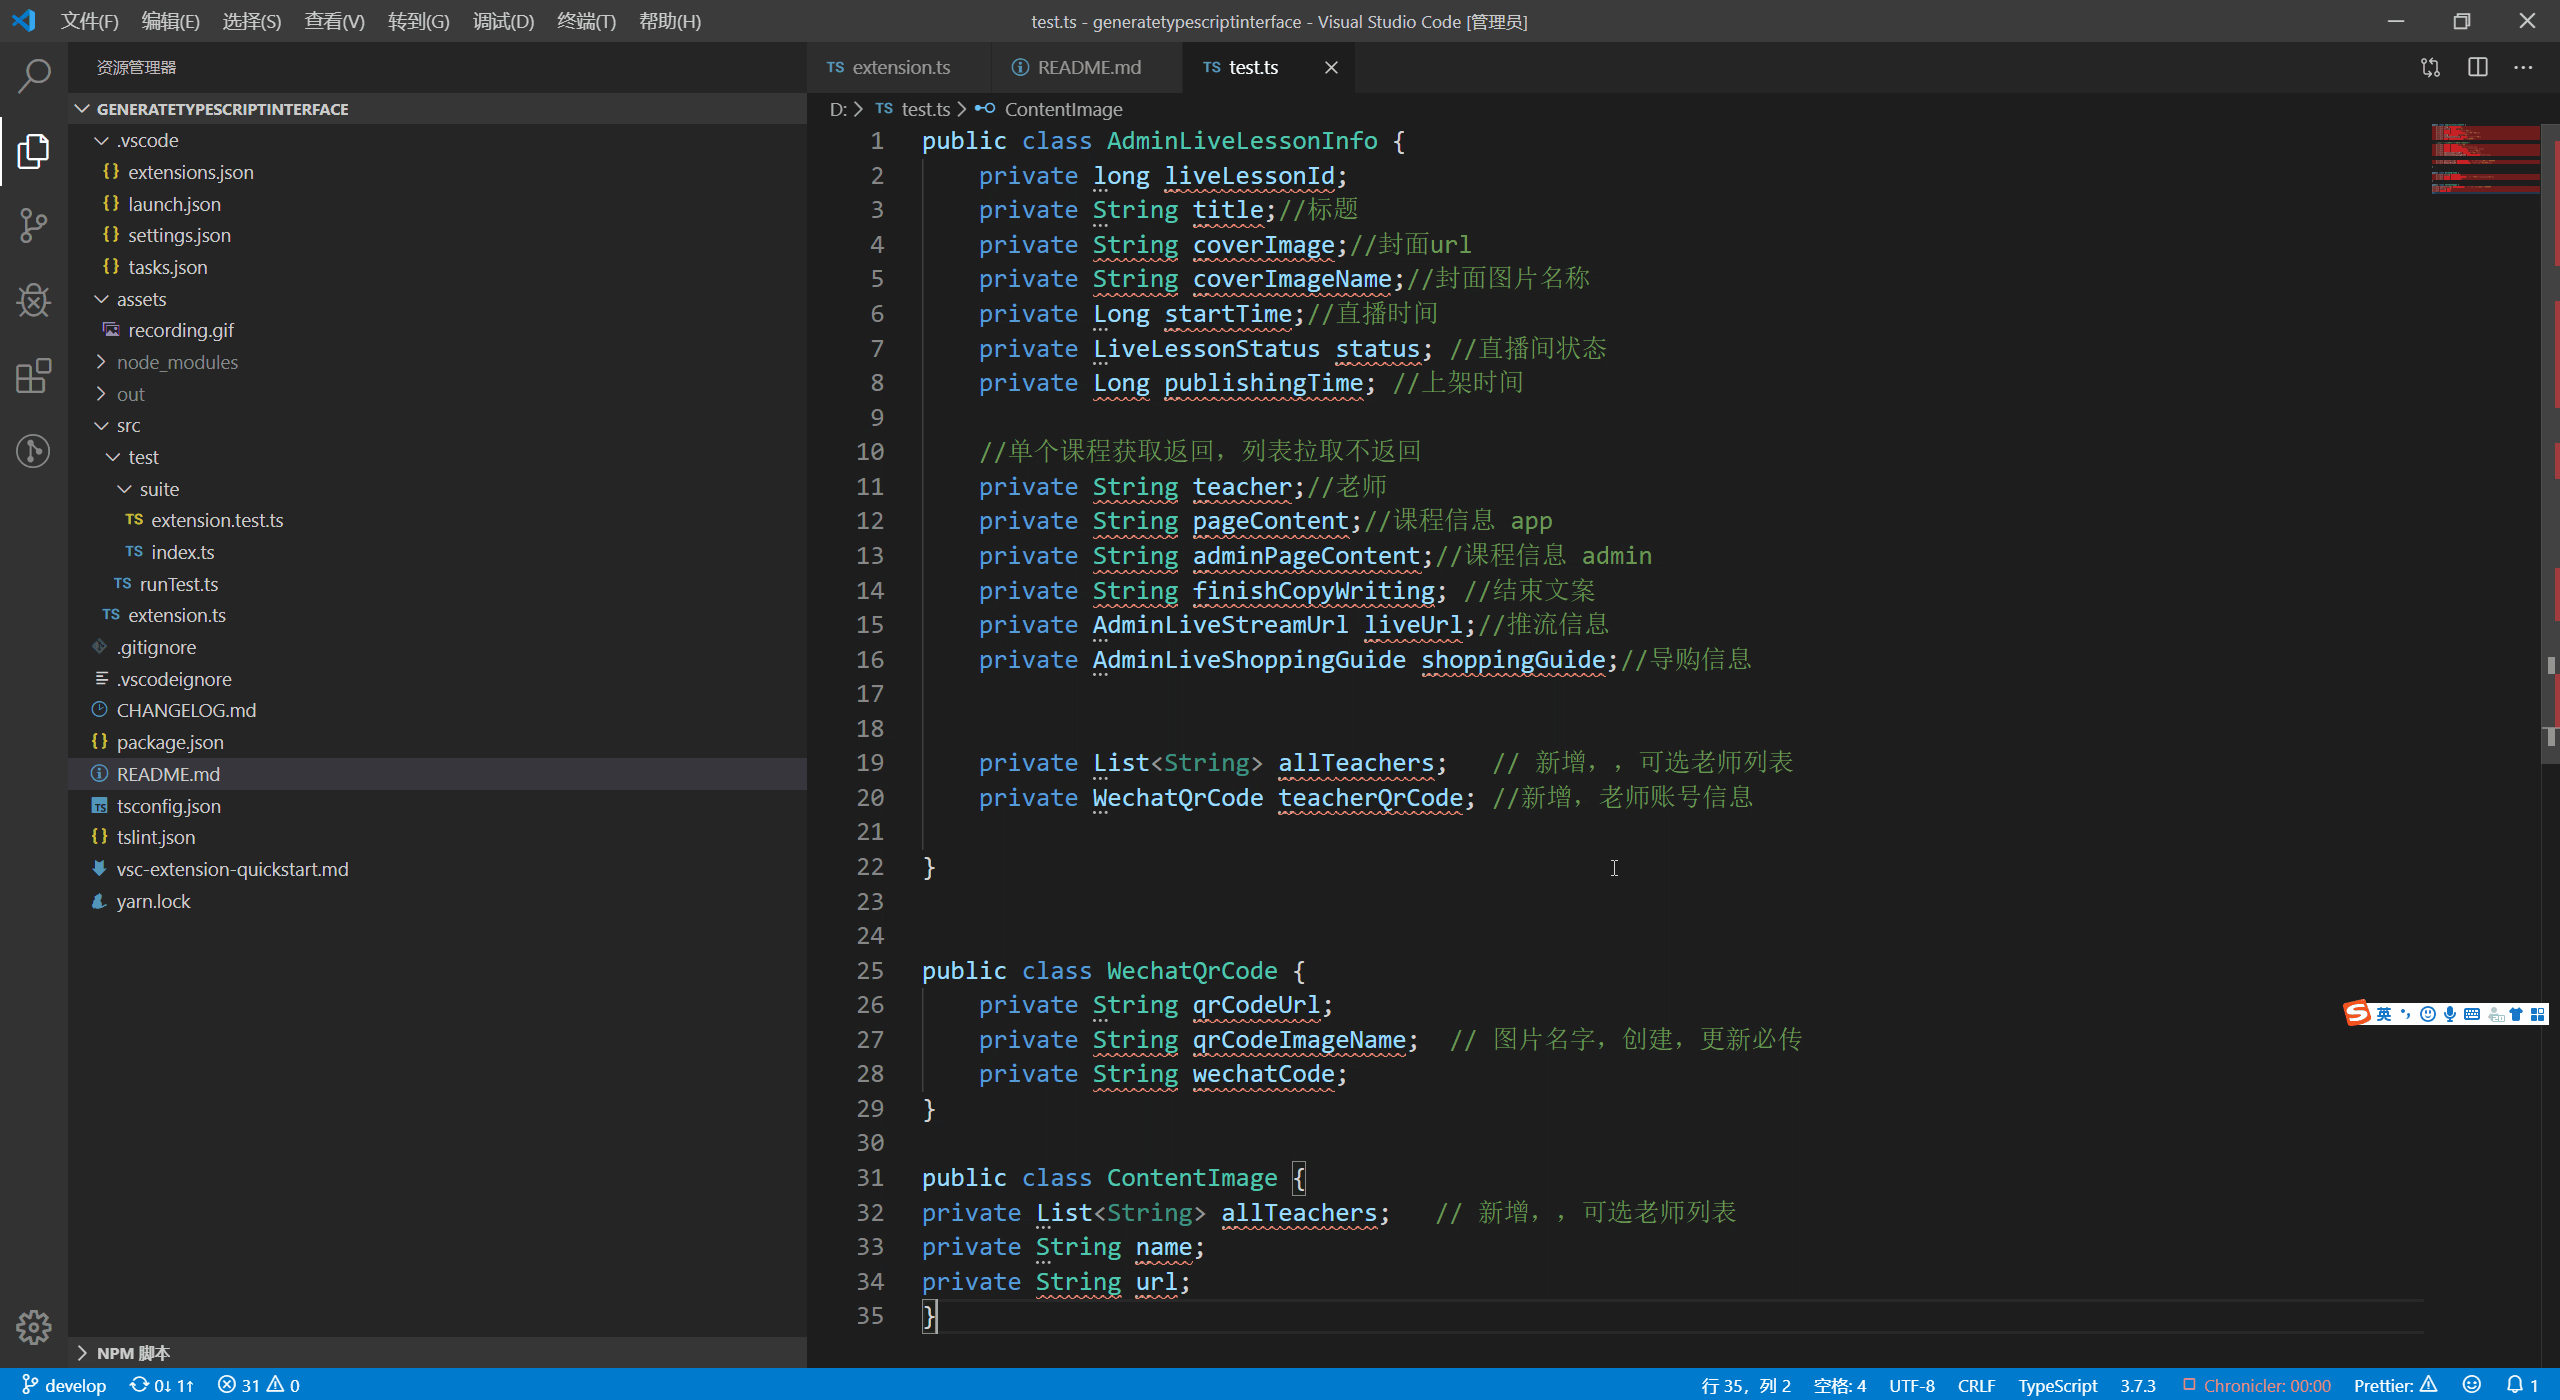 文件(F) 编辑(E) 选择(S) 查看(V) 转到(G) 调试(D) 终端(T) 帮助(H)
test.ts - generatetypescriptinterface - Visual Studio Code [管理员]
资源管理器
GENERATETYPESCRIPTINTERFACE
.vscode
{} extensions.json
{} launch.json
{} settings.json
{} tasks.json
assets
recording.gif
node_modules
out
src
test
suite
TS extension.test.ts
TS index.ts
TS runTest.ts
TS extension.ts
.gitignore
.vscodeignore
CHANGELOG.md
{} package.json
README.md
TS tsconfig.json
{} tslint.json
vsc-extension-quickstart.md
yarn.lock
NPM 脚本
TS extension.ts README.md TS test.ts
D: > TS test.ts > ContentImage
1 public class AdminLiveLessonInfo {
2 private long liveLessonId;
3 private String title;//标题
4 private String coverImage;//封面url
5 private String coverImageName;//封面图片名称
6 private Long startTime;//直播时间
7 private LiveLessonStatus status; //直播间状态
8 private Long publishingTime; //上架时间
9
10 //单个课程获取返回，列表拉取不返回
11 private String teacher;//老师
12 private String pageContent;//课程信息 app
13 private String adminPageContent;//课程信息 admin
14 private String finishCopyWriting; //结束文案
15 private AdminLiveStreamUrl liveUrl;//推流信息
16 private AdminLiveShoppingGuide shoppingGuide;//导购信息
17
18
19 private List<String> allTeachers; // 新增，，可选老师列表
20 private WechatQrCode teacherQrCode; //新增，老师账号信息
21
22 }
23
24
25 public class WechatQrCode {
26 private String qrCodeUrl;
27 private String qrCodeImageName; // 图片名字，创建，更新必传
28 private String wechatCode;
29 }
30
31 public class ContentImage {
32 private List<String> allTeachers; // 新增，，可选老师列表
33 private String name;
34 private String url;
35 }
英
develop 0↓ 1↑ 31 0 行 35，列 2 空格: 4 UTF-8 CRLF TypeScript 3.7.3 Chronicler: 00:00 Prettier: 1